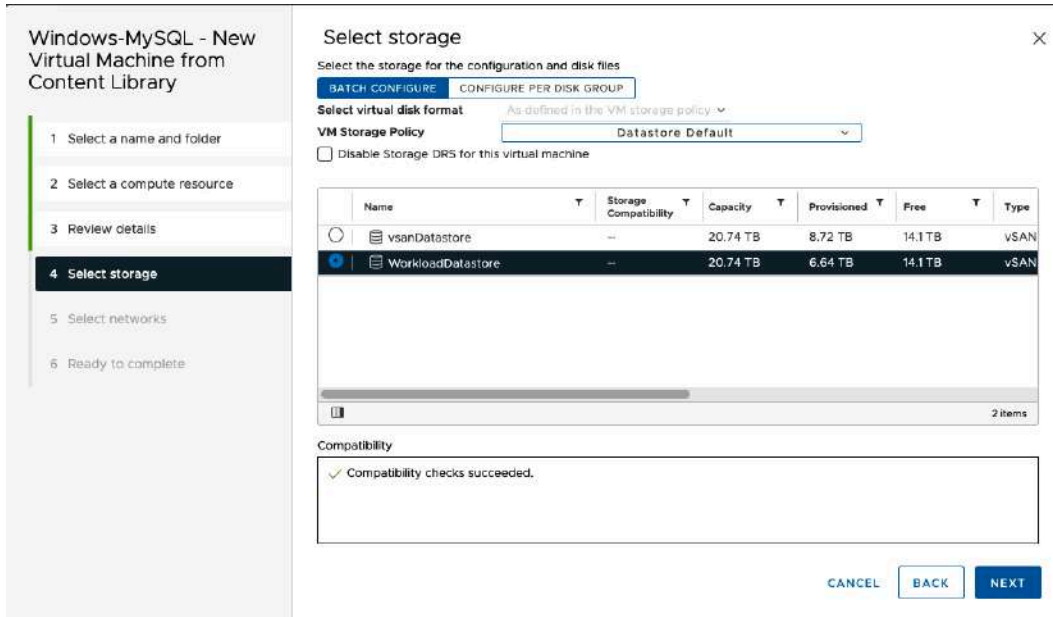 Windows-MySQL - New
Virtual Machine from
Content Library
1 Select a name and folder
2 Select a compute resource
3 Review details
4 Select storage
5 Select networks
6 Ready to complete
Select storage
Select the storage for the configuration and disk files
BATCH CONFIGURE CONFIGURE PER DISK GROUP
Select virtual disk format As defined in the VM storage policy
VM Storage Policy Datastore Default
Disable Storage DRS for this virtual machine
Name Storage Compatibility Capacity Provisioned Free Type
vsanDatastore -- 20.74 TB 8.72 TB 14.1 TB vSAN
WorkloadDatastore -- 20.74 TB 6.64 TB 14.1 TB vSAN
2 items
Compatibility
Compatibility checks succeeded.
CANCEL BACK NEXT